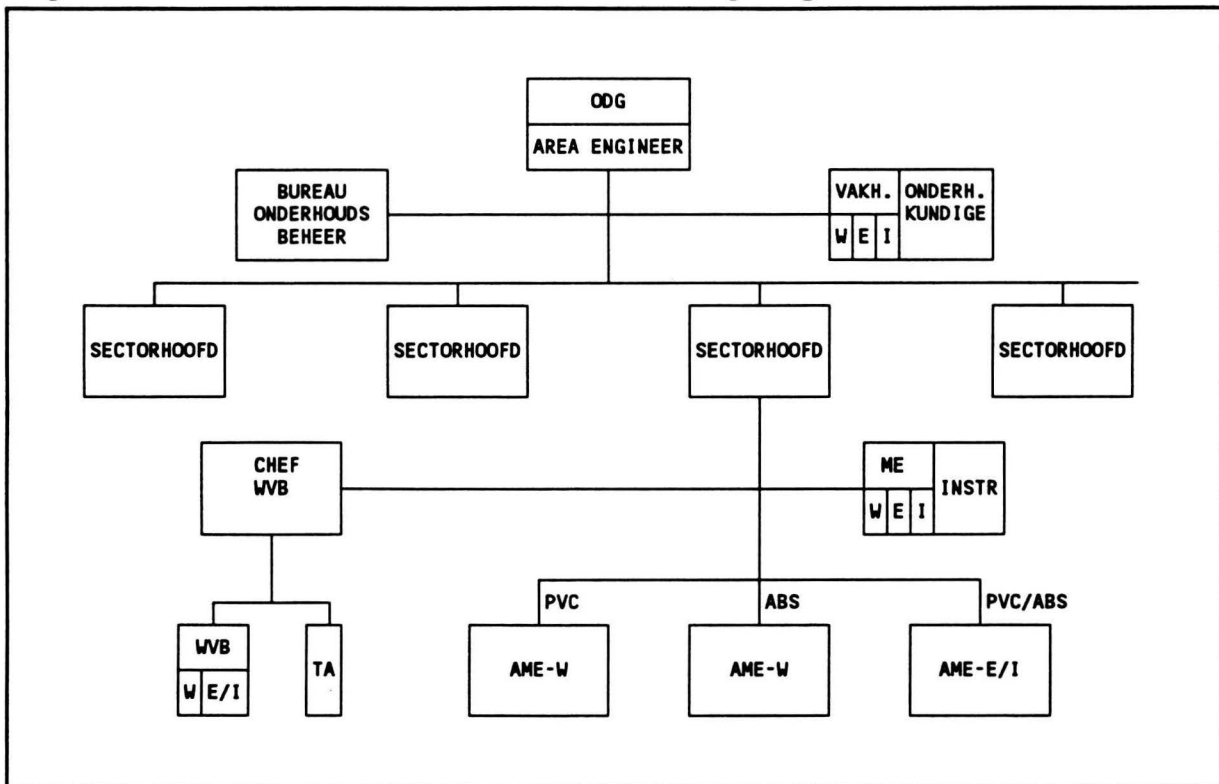 ODG
AREA ENGINEER
BUREAU
ONDERHOUDS
BEHEER
VAKH.
W E I
ONDERH.
KUNDIGE
SECTORHOOFD
SECTORHOOFD
SECTORHOOFD
SECTORHOOFD
CHEF
WVB
ME
W E I
INSTR
WVB
W E/I
TA
PVC
ABS
PVC/ABS
AME-W
AME-W
AME-E/I